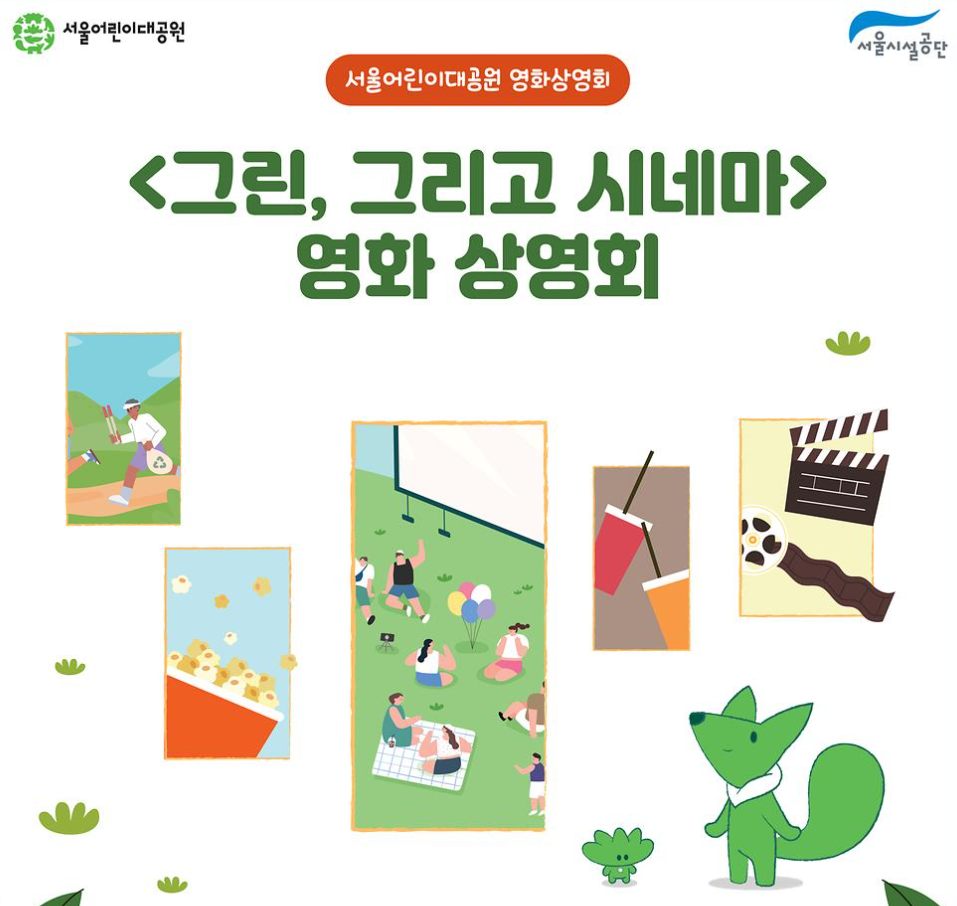 서울어린이대공원
서울시설공단
서울어린이대공원 영화상영회
<그린, 그리고 시네마>
영화 상영회